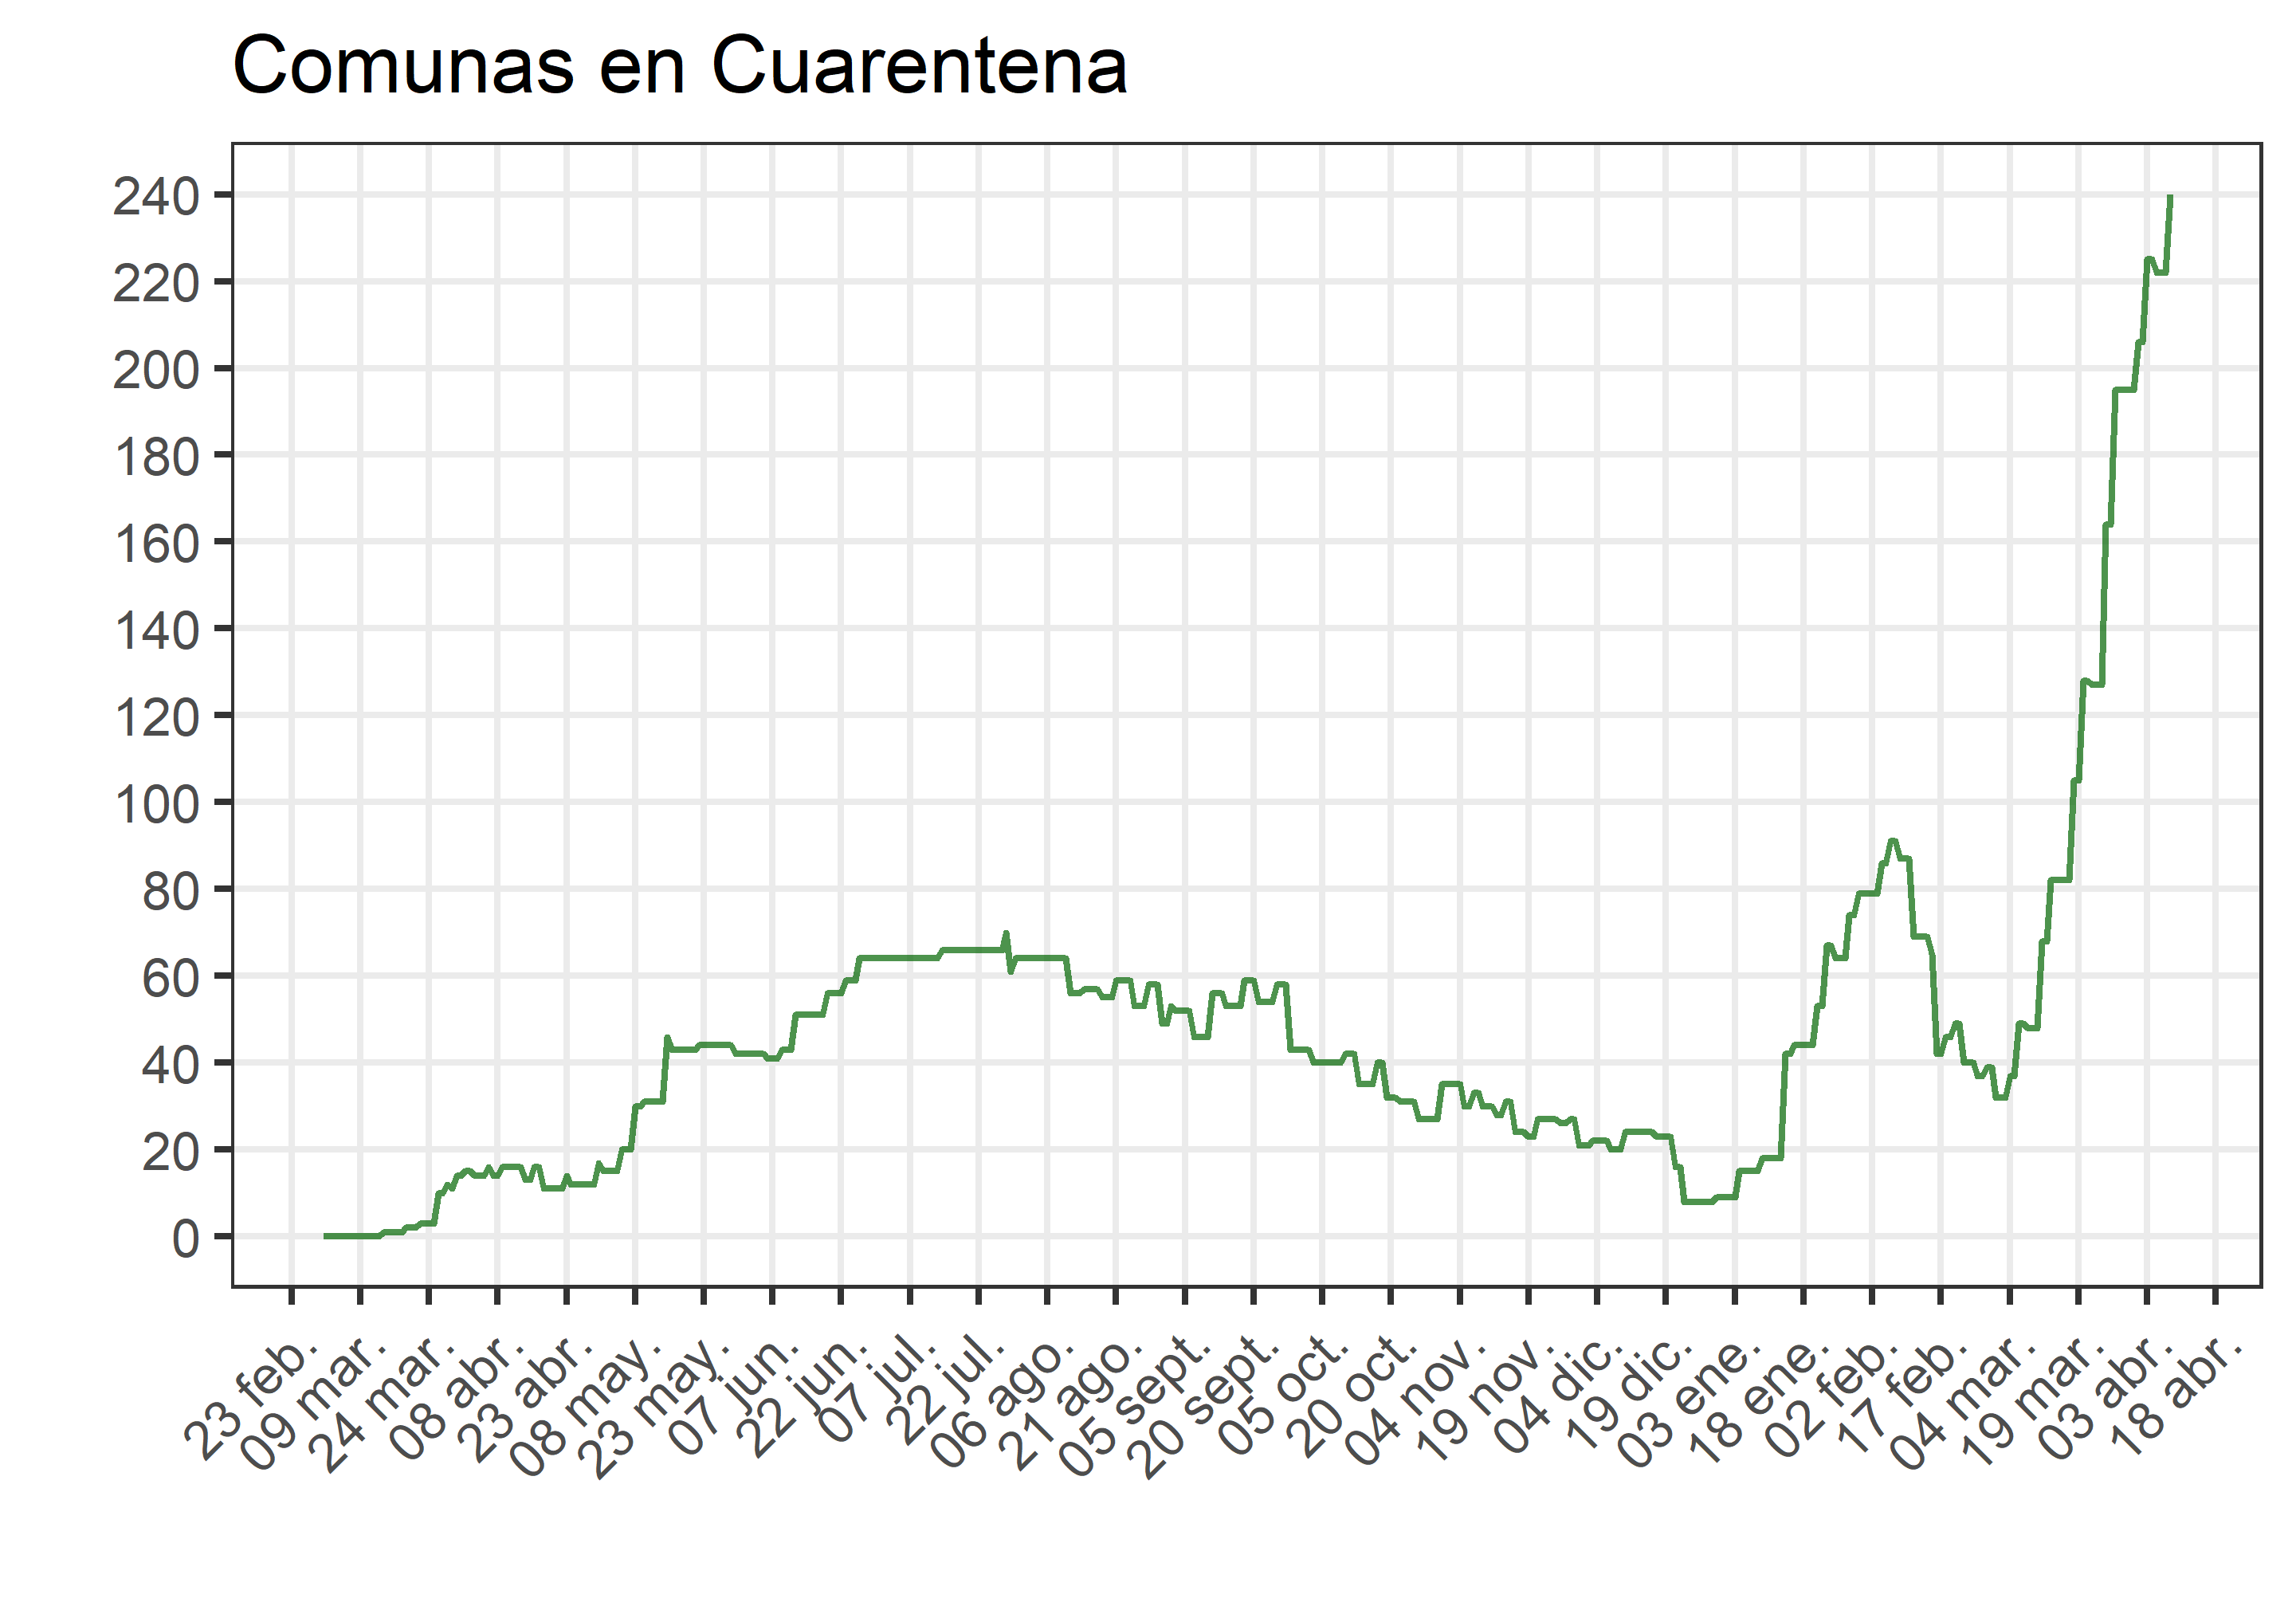 Comunas en Cuarentena
240
220
200
180
160
140
120
100
80
60
40
20
0
23 feb.
09 mar.
24 mar.
08 abr.
23 abr.
08 may.
23 may.
07 jun.
22 jun.
07 jul.
22 jul.
06 ago.
21 ago.
05 sept.
20 sept.
05 oct.
20 oct.
04 nov.
19 nov.
04 dic.
19 dic.
03 ene.
18 ene.
02 feb.
17 feb.
04 mar.
19 mar.
03 abr.
18 abr.